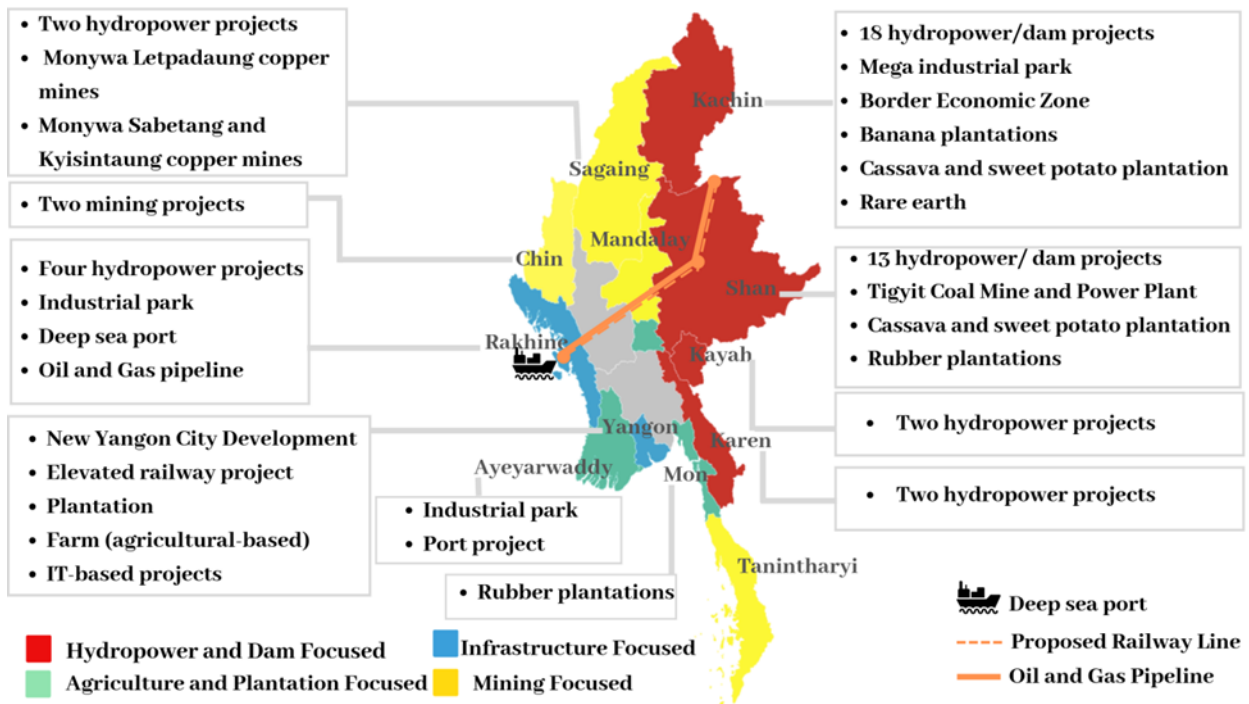 • Two hydropower projects
• Monywa Letpadaung copper
mines
• Monywa Sabetang and
Kyisintaung copper mines
• Two mining projects
• Four hydropower projects
• Industrial park
• Deep sea port
• Oil and Gas pipeline
• New Yangon City Development
• Elevated railway project
• Plantation
• Farm (agricultural-based)
• IT-based projects
• Industrial park
• Port project
• Rubber plantations
Kachin
Sagaing
Mandalay
Chin
Shan
Rakhine
Kayah
Yangon
Karen
Ayeyarwaddy
Mon
Tanintharyi
• 18 hydropower/dam projects
• Mega industrial park
• Border Economic Zone
• Banana plantations
• Cassava and sweet potato plantation
• Rare earth
• 13 hydropower/ dam projects
• Tigyit Coal Mine and Power Plant
• Cassava and sweet potato plantation
• Rubber plantations
• Two hydropower projects
• Two hydropower projects
Hydropower and Dam Focused
Agriculture and Plantation Focused
Infrastructure Focused
Mining Focused
Deep sea port
Proposed Railway Line
Oil and Gas Pipeline